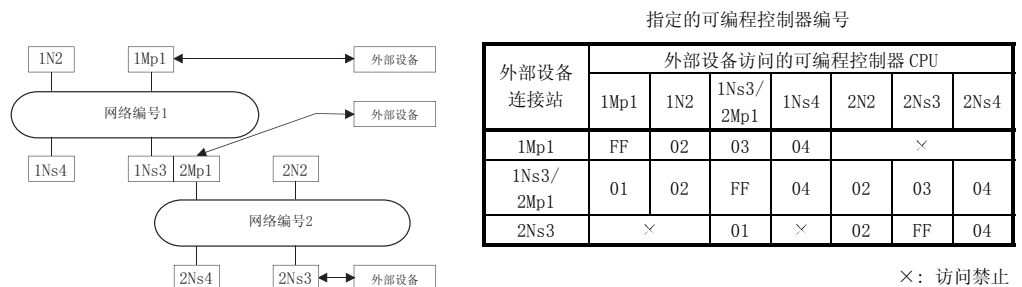 指定的可编程控制器编号
1N2 1Mp1 外部设备
网络编号1 外部设备
1Ns4 1Ns3 2Mp1 2N2
网络编号2
2Ns4 2Ns3 外部设备
外部设备连接站 外部设备访问的可编程控制器 CPU
1Mp1 1N2 1Ns3/2Mp1 1Ns4 2N2 2Ns3 2Ns4
1Mp1 FF 02 03 04 ×
1Ns3/2Mp1 01 02 FF 04 02 03 04
2Ns3 × 01 × 02 FF 04
×: 访问禁止